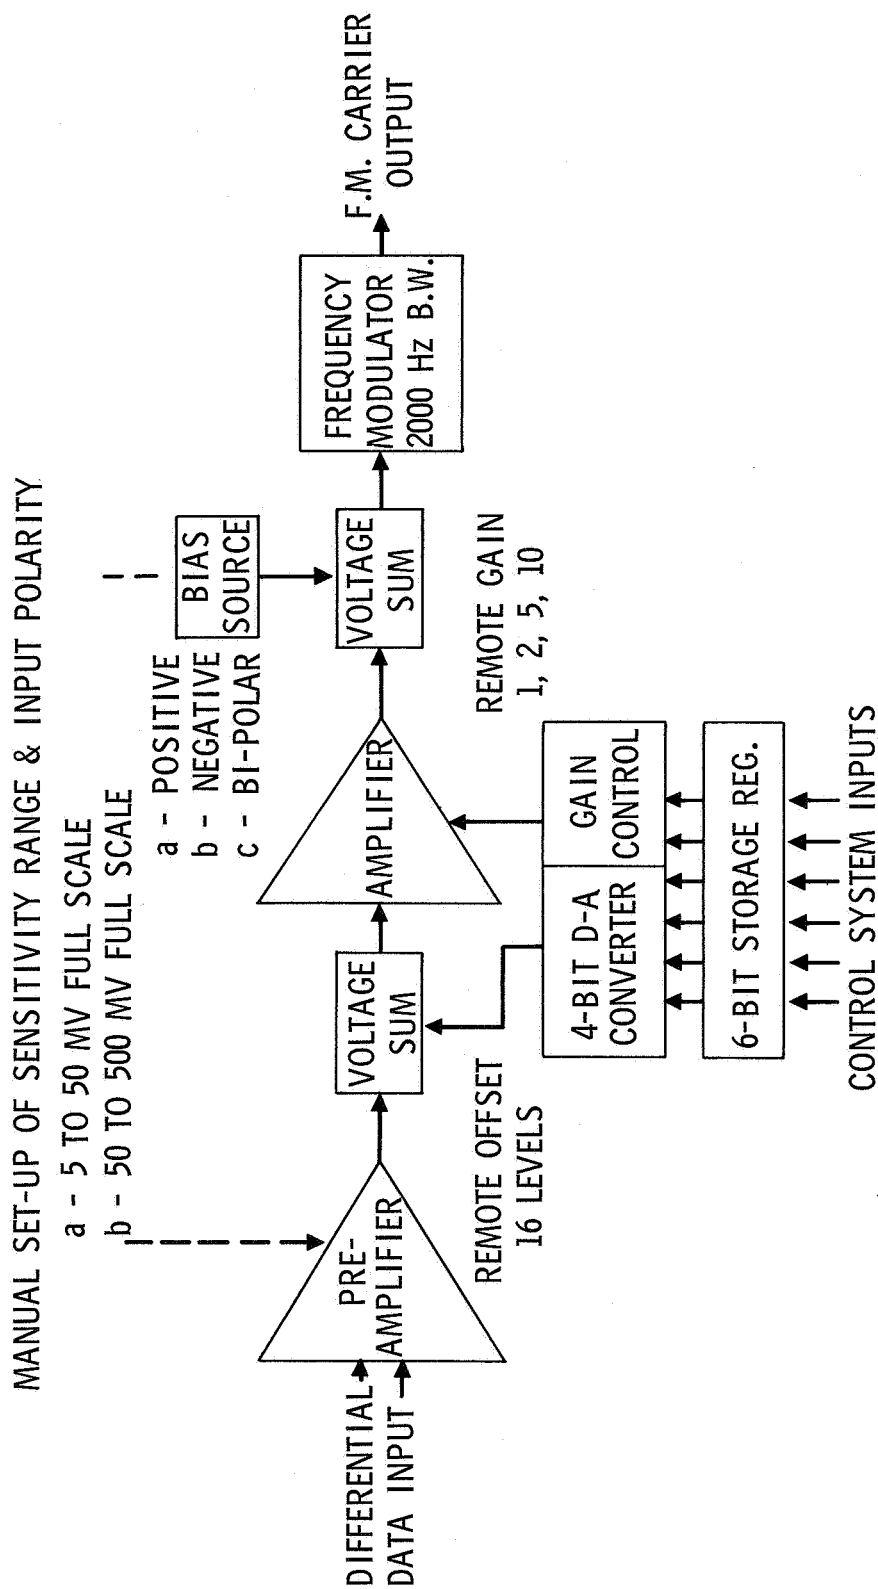 MANUAL SET-UP OF SENSITIVITY RANGE & INPUT POLARITY
a - 5 TO 50 MV FULL SCALE
b - 50 TO 500 MV FULL SCALE
a - POSITIVE
b - NEGATIVE
c - BI-POLAR
BIAS
SOURCE
DIFFERENTIAL
DATA INPUT
PRE-
AMPLIFIER
VOLTAGE
SUM
AMPLIFIER
VOLTAGE
SUM
FREQUENCY
MODULATOR
2000 Hz B.W.
F.M. CARRIER
OUTPUT
REMOTE OFFSET
16 LEVELS
REMOTE GAIN
1, 2, 5, 10
4-BIT D-A
CONVERTER
GAIN
CONTROL
6-BIT STORAGE REG.
CONTROL SYSTEM INPUTS